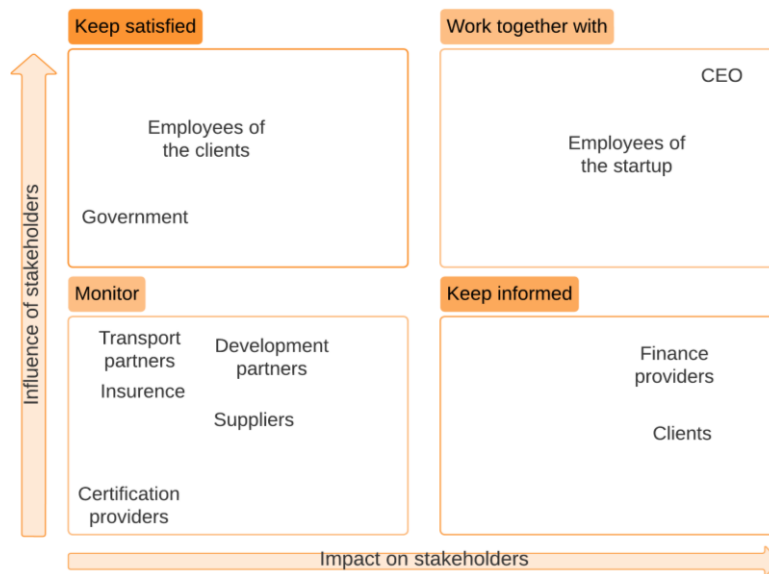 Keep satisfied
Work together with
CEO
Employees of
the clients
Employees of
the startup
Government
Influence of stakeholders
Monitor
Keep informed
Transport
partners
Development
partners
Insurence
Suppliers
Certification
providers
Finance
providers
Clients
Impact on stakeholders